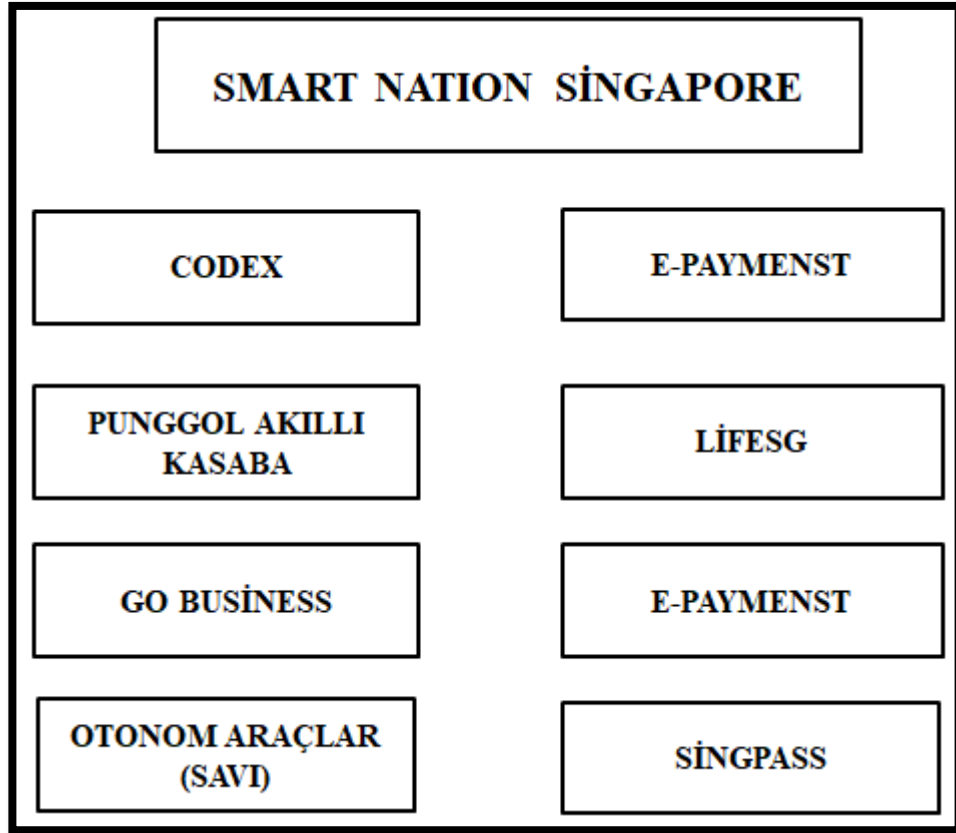 SMART NATION SİNGAPORE
CODEX
E-PAYMENST
PUNGGOL AKILLI
KASABA
LİFESG
GO BUSİNESS
E-PAYMENST
OTONOM ARAÇLAR
(SAVI)
SİNGPASS